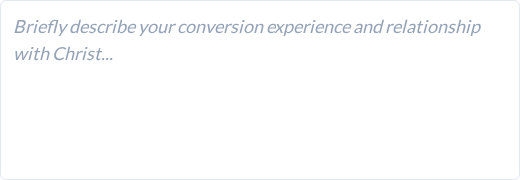 Briefly describe your conversion experience and relationship
with Christ...